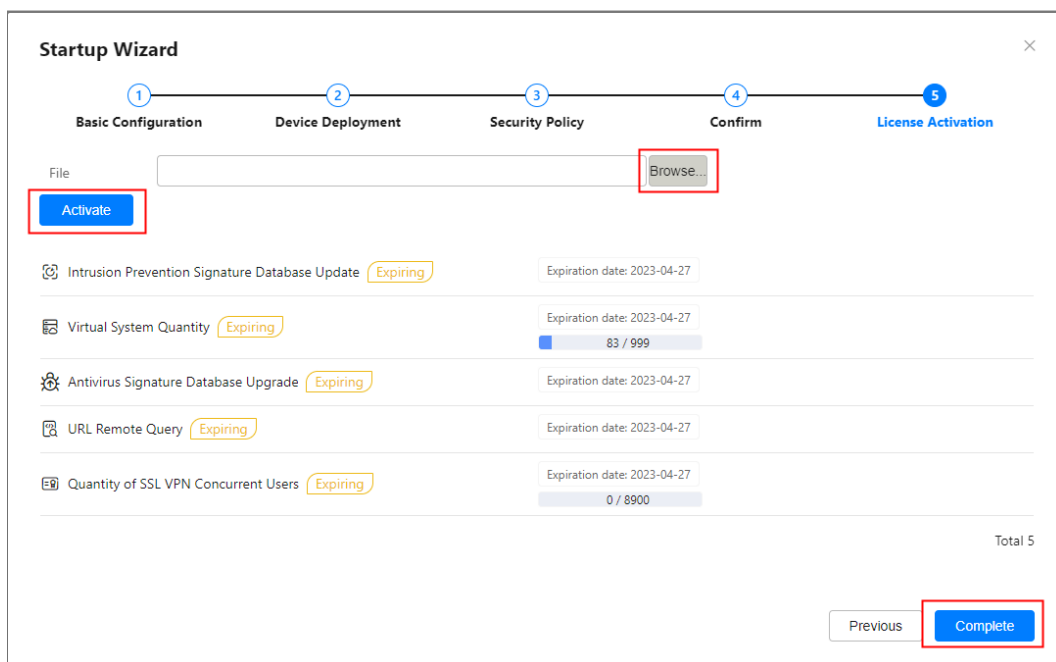 Startup Wizard
1 2 3 4 5
Basic Configuration Device Deployment Security Policy Confirm License Activation
File Browse...
Activate
Intrusion Prevention Signature Database Update Expiring Expiration date: 2023-04-27
Virtual System Quantity Expiring Expiration date: 2023-04-27
83 / 999
Antivirus Signature Database Upgrade Expiring Expiration date: 2023-04-27
URL Remote Query Expiring Expiration date: 2023-04-27
Quantity of SSL VPN Concurrent Users Expiring Expiration date: 2023-04-27
0 / 8900
Total 5
Previous Complete